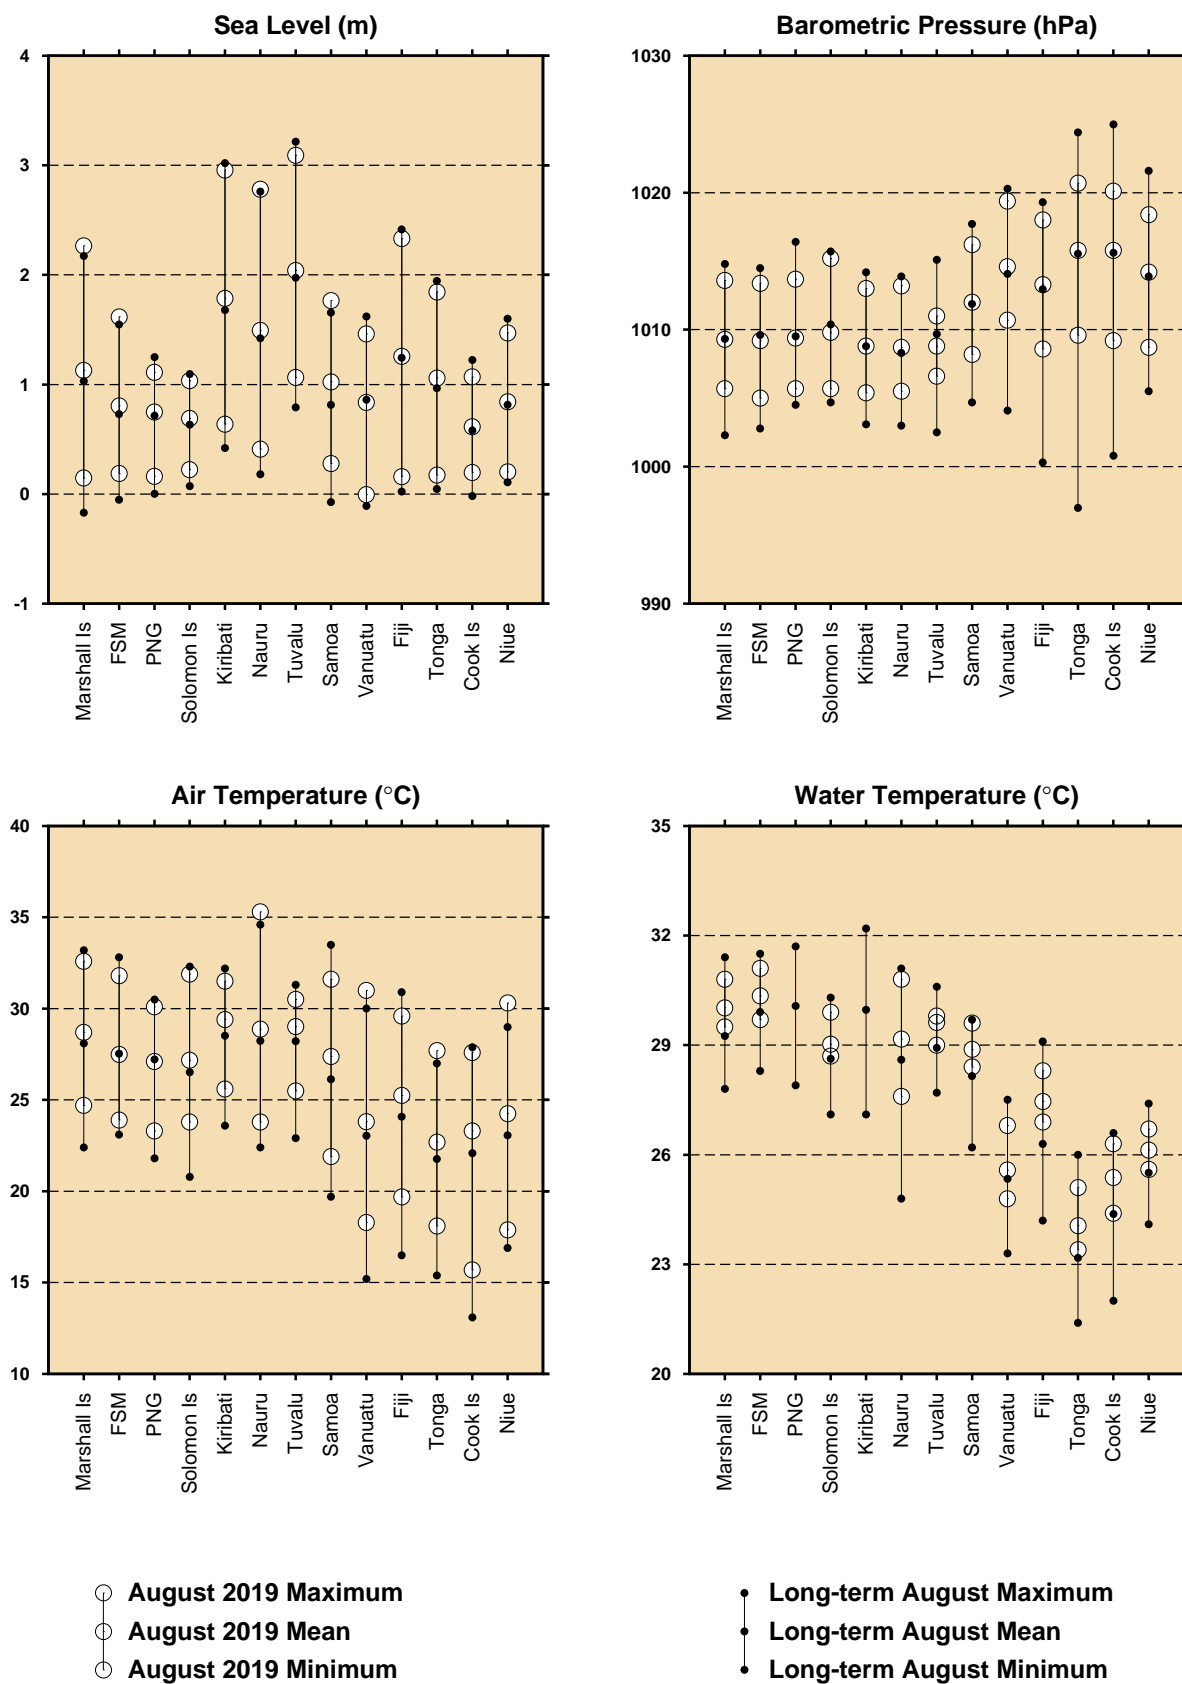 Sea Level (m)
4
3
2
1
0
-1
Marshall Is
FSM
PNG
Solomon Is
Kiribati
Nauru
Tuvalu
Samoa
Vanuatu
Fiji
Tonga
Cook Is
Niue
Barometric Pressure (hPa)
1030
1020
1010
1000
990
Marshall Is
FSM
PNG
Solomon Is
Kiribati
Nauru
Tuvalu
Samoa
Vanuatu
Fiji
Tonga
Cook Is
Niue
Air Temperature (°C)
40
35
30
25
20
15
10
Marshall Is
FSM
PNG
Solomon Is
Kiribati
Nauru
Tuvalu
Samoa
Vanuatu
Fiji
Tonga
Cook Is
Niue
Water Temperature (°C)
35
32
29
26
23
20
Marshall Is
FSM
PNG
Solomon Is
Kiribati
Nauru
Tuvalu
Samoa
Vanuatu
Fiji
Tonga
Cook Is
Niue
August 2019 Maximum
August 2019 Mean
August 2019 Minimum
Long-term August Maximum
Long-term August Mean
Long-term August Minimum